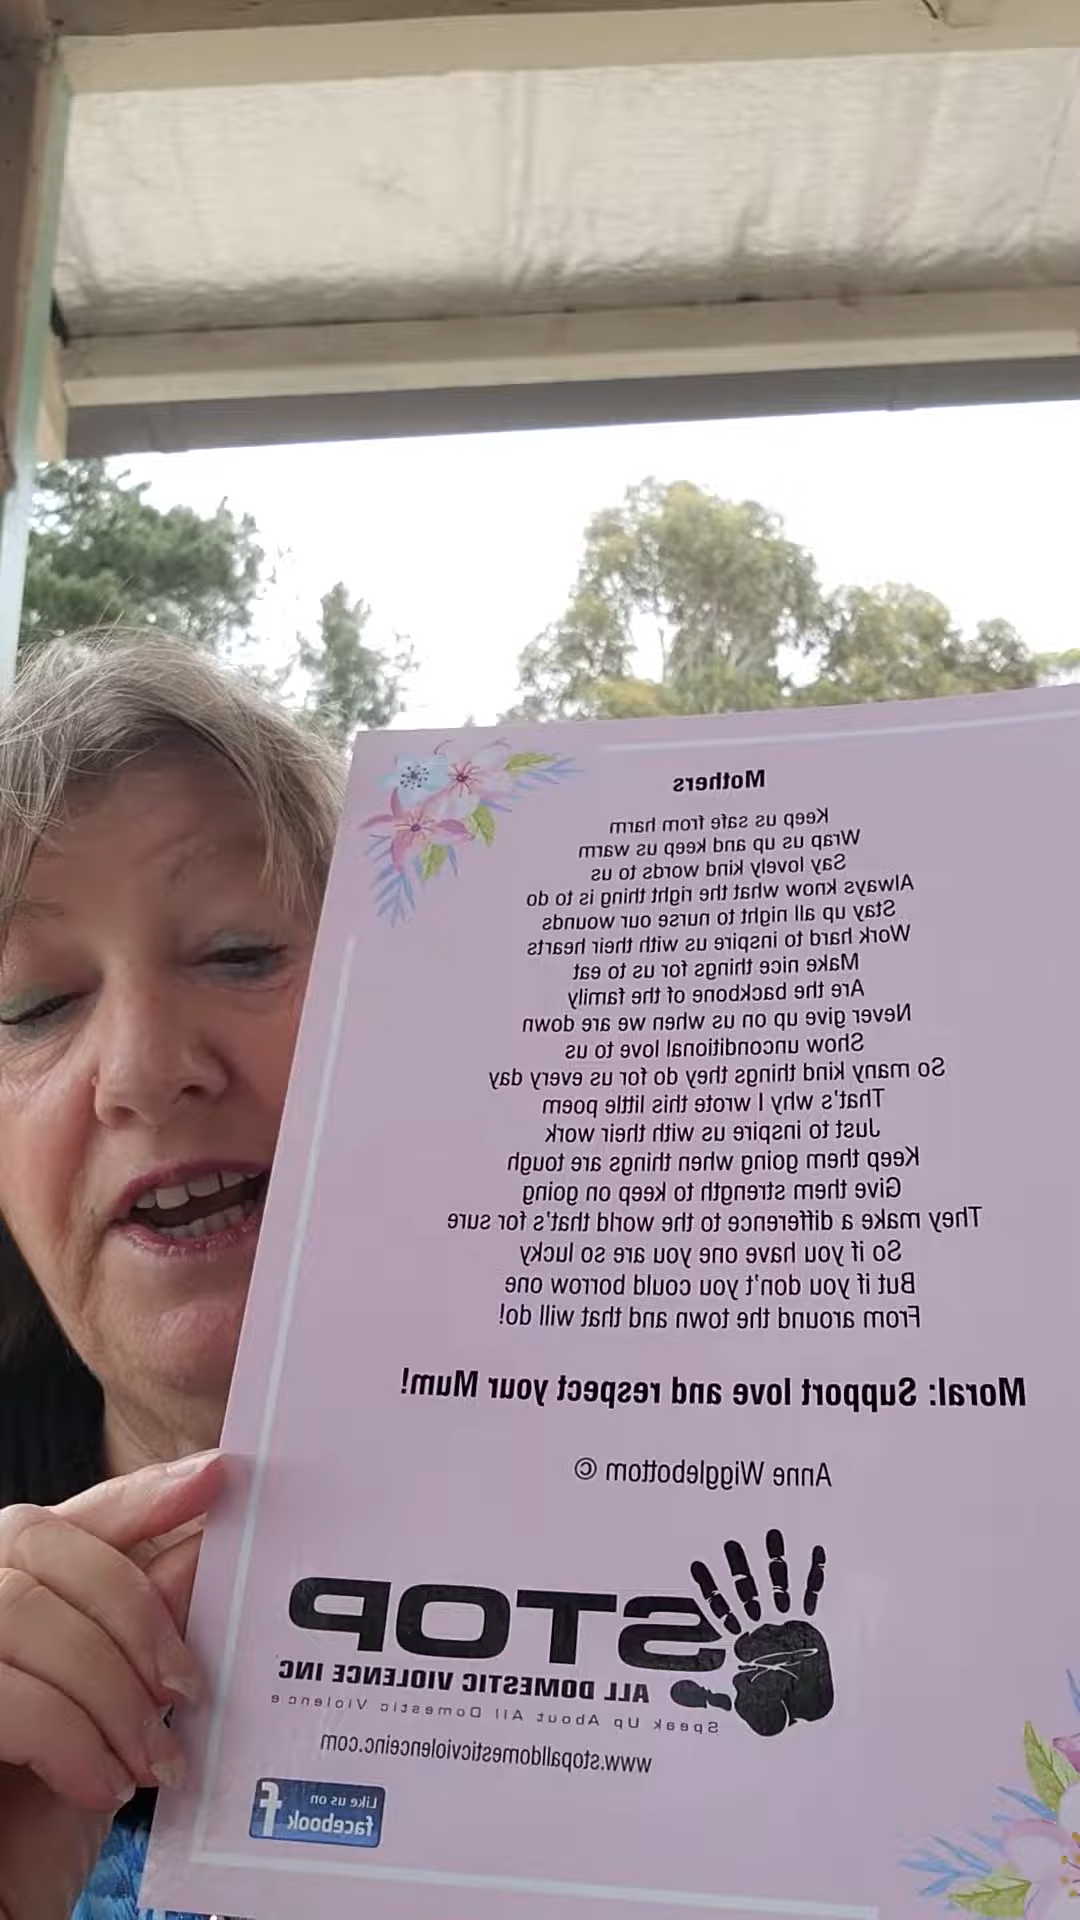 Mothers
Keep us safe from harm
Wrap us up and keep us warm
Say lovely kind words to us
Always know what the right thing is to do
Stay up all night to nurse our wounds
Work hard to inspire us with their hearts
Make nice things for us to eat
Are the backbone of the family
Never give up on us when we are down
Show unconditional love to us
So many kind things they do for us every day
That's why I wrote this little poem
Just to inspire us with their work
Keep them going when things are tough
Give them strength to keep on going
They make a difference to the world that's for sure
So if you have one you are so lucky
But if you don't you could borrow one
From around the town and that will do!
Moral: Support love and respect your Mum!
Anne Wigglebottom ©
STOP
ALL DOMESTIC VIOLENCE INC
Speak Up About All Domestic Violence
www.stopalldomesticviolenceinc.com
Like us on
facebook